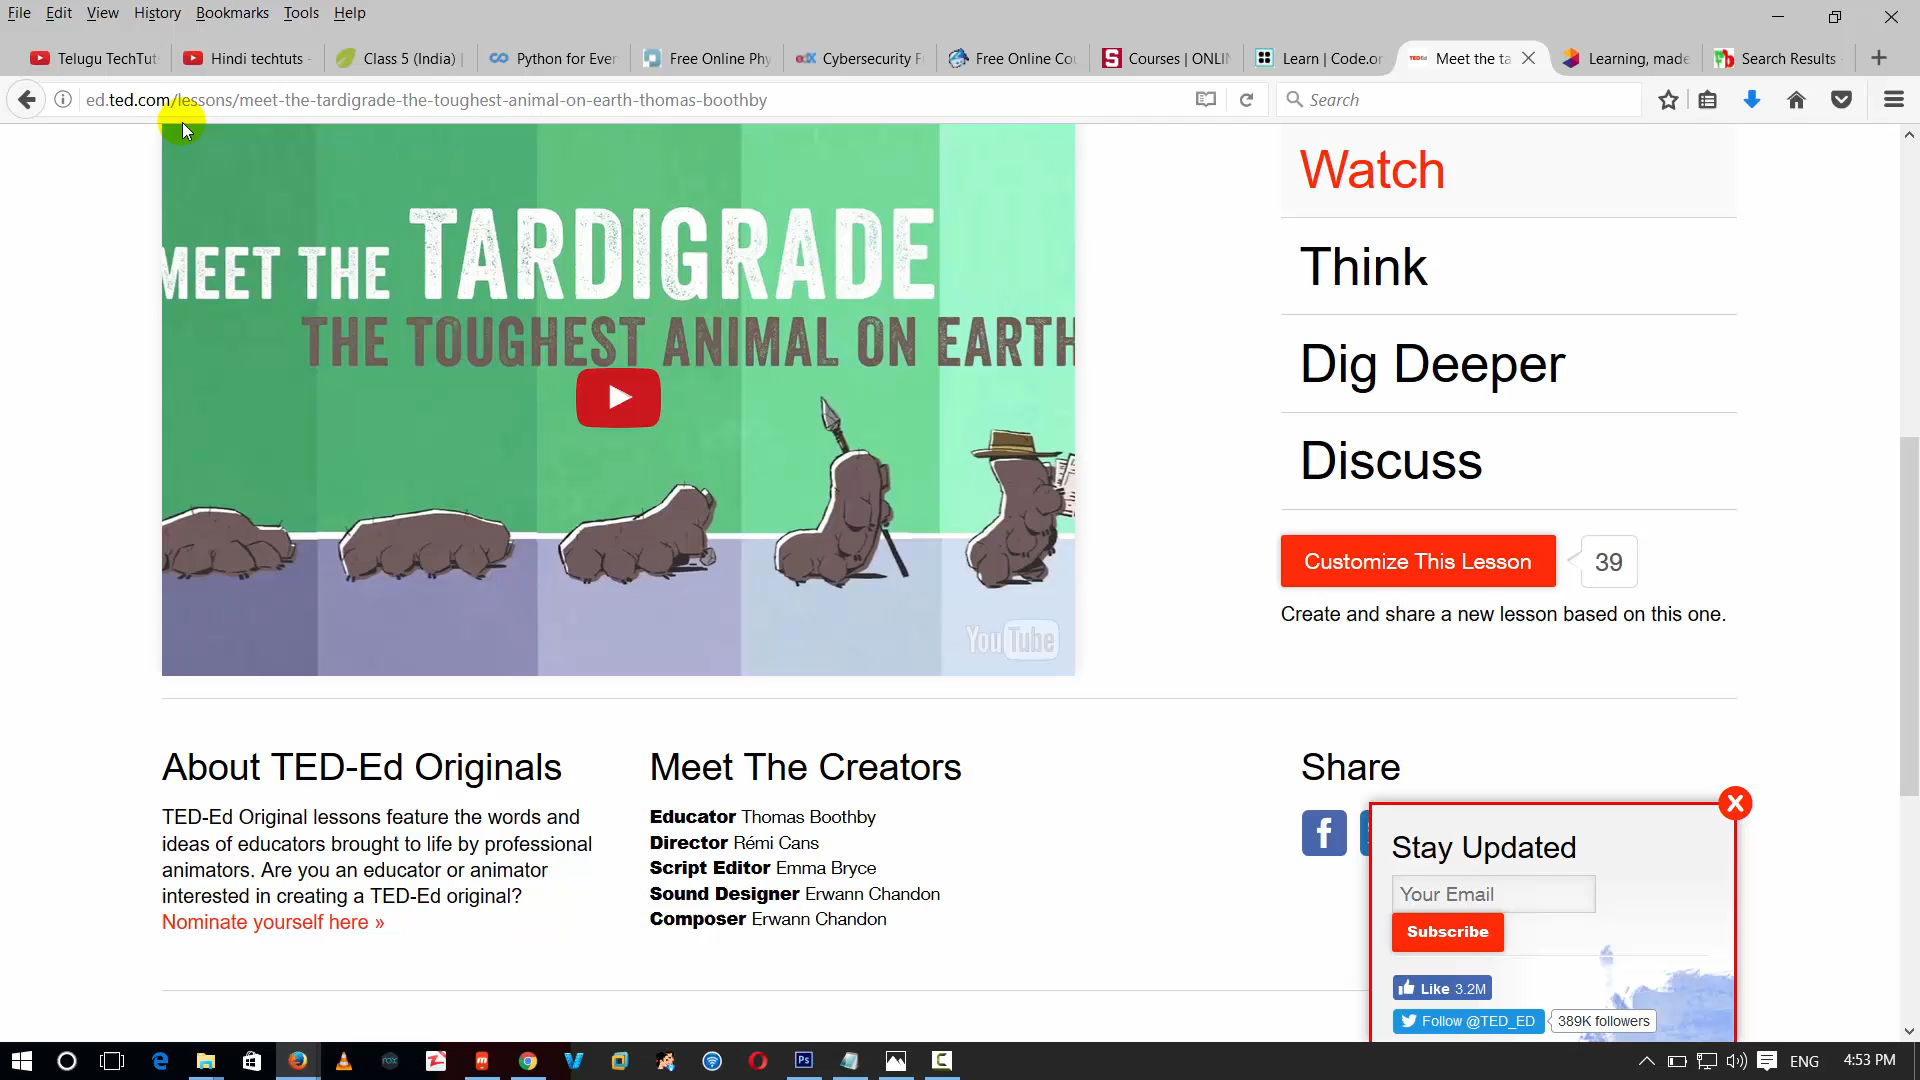 File Edit View History Bookmarks Tools Help
Telugu TechTut
Hindi techtuts -
Class 5 (India) |
Python for Ever
Free Online Phy
Cybersecurity F
Free Online Cou
Courses | ONLIN
Learn | Code.or
Meet the ta
Learning, made
Search Results
ed.ted.com/lessons/meet-the-tardigrade-the-toughest-animal-on-earth-thomas-boothby
Search
MEET THE TARDIGRADE
THE TOUGHEST ANIMAL ON EARTH
YouTube
Watch
Think
Dig Deeper
Discuss
Customize This Lesson
39
Create and share a new lesson based on this one.
About TED-Ed Originals
TED-Ed Original lessons feature the words and
ideas of educators brought to life by professional
animators. Are you an educator or animator
interested in creating a TED-Ed original?
Nominate yourself here »
Meet The Creators
Educator Thomas Boothby
Director Rémi Cans
Script Editor Emma Bryce
Sound Designer Erwann Chandon
Composer Erwann Chandon
Share
Stay Updated
Your Email
Subscribe
Like 3.2M
Follow @TED_ED
389K followers
ENG
4:53 PM